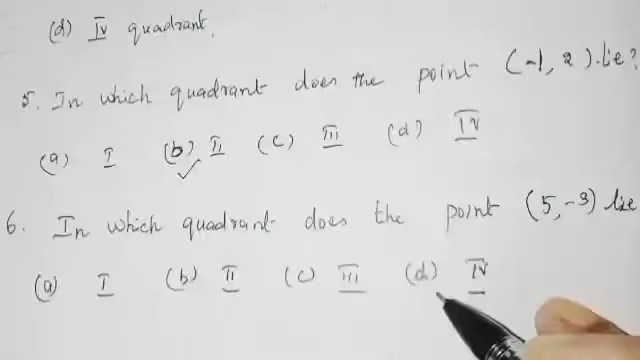 (d) IV quadrant.
5. In which quadrant does the point (-1, 2) lie?
(a) I (b) II (c) III (d) IV
6. In which quadrant does the point (5, -3) lie
(a) I (b) II (c) III (d) IV